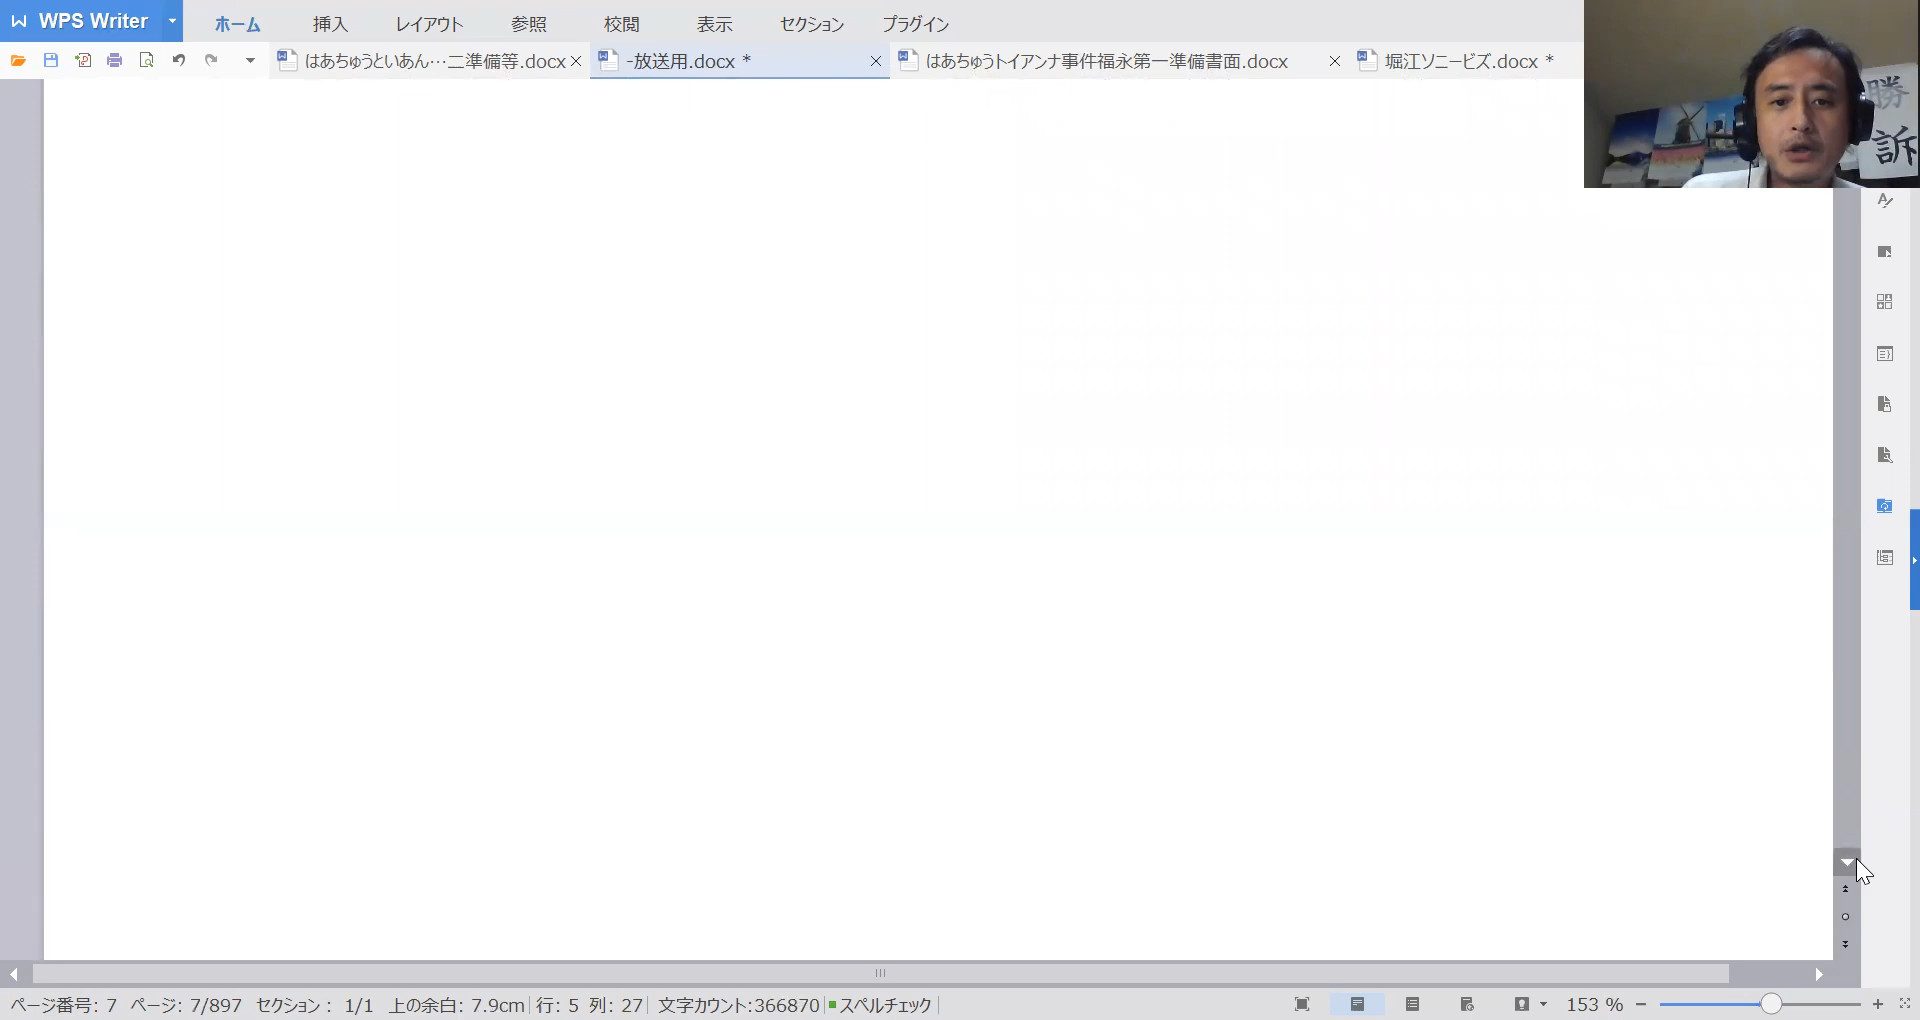 WPS Writer ホーム 挿入 レイアウト 参照 校閲 表示 セクション プラグイン
はあちゅうといあん…二準備等.docx -放送用.docx * はあちゅうトイアンナ事件福永第一準備書面.docx 堀江ソニービズ.docx *
勝
訴
ページ番号: 7 ページ: 7/897 セクション: 1/1 上の余白: 7.9cm 行: 5 列: 27 文字カウント:366870 スペルチェック 153 %